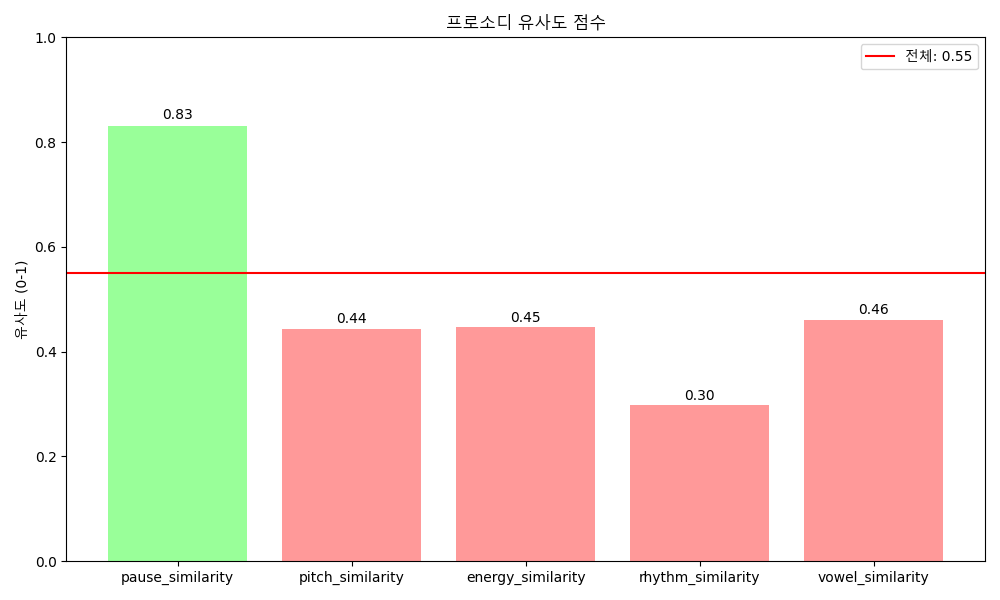 프로소디 유사도 점수
전체: 0.55
유사도 (0-1)
1.0
0.8
0.6
0.4
0.2
0.0
0.83
0.44
0.45
0.30
0.46
pause_similarity
pitch_similarity
energy_similarity
rhythm_similarity
vowel_similarity